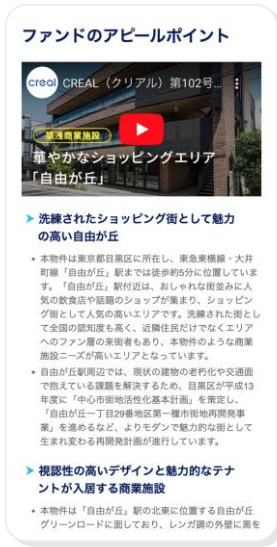 ファンドのアピールポイント
creal CREAL（クリアル）第102号...
築浅商業施設
華やかなショッピングエリア
「自由が丘」
洗練されたショッピング街として魅力
の高い自由が丘
• 本物件は東京都目黒区に所在し、東急東横線・大井
町線「自由が丘」駅までは徒歩約5分に位置していま
す。「自由が丘」駅付近は、おしゃれな街並みに人
気の飲食店や話題のショップが集まり、ショッピン
グ街として人気の高いエリアです。洗練された街とし
て全国の認知度も高く、近隣住民だけでなくエリア
へのファン層の来街者もあり、本物件のような商業
施設ニーズが高いエリアとなっています。
• 自由が丘駅周辺では、現状の建物の老朽化や交通面
で抱えている課題を解決するため、目黒区が平成13
年度に「中心市街地活性化基本計画」を策定し、
「自由が丘一丁目29番地区第一種市街地再開発事
業」を進めるなど、よりモダンで魅力的な街として
生まれ変わる再開発計画が進行しています。
視認性の高いデザインと魅力的なテナ
ントが入居する商業施設
• 本物件は「自由が丘」駅の北東に位置する自由が丘
グリーンロードに面しており、レンガ調の外壁に黒を